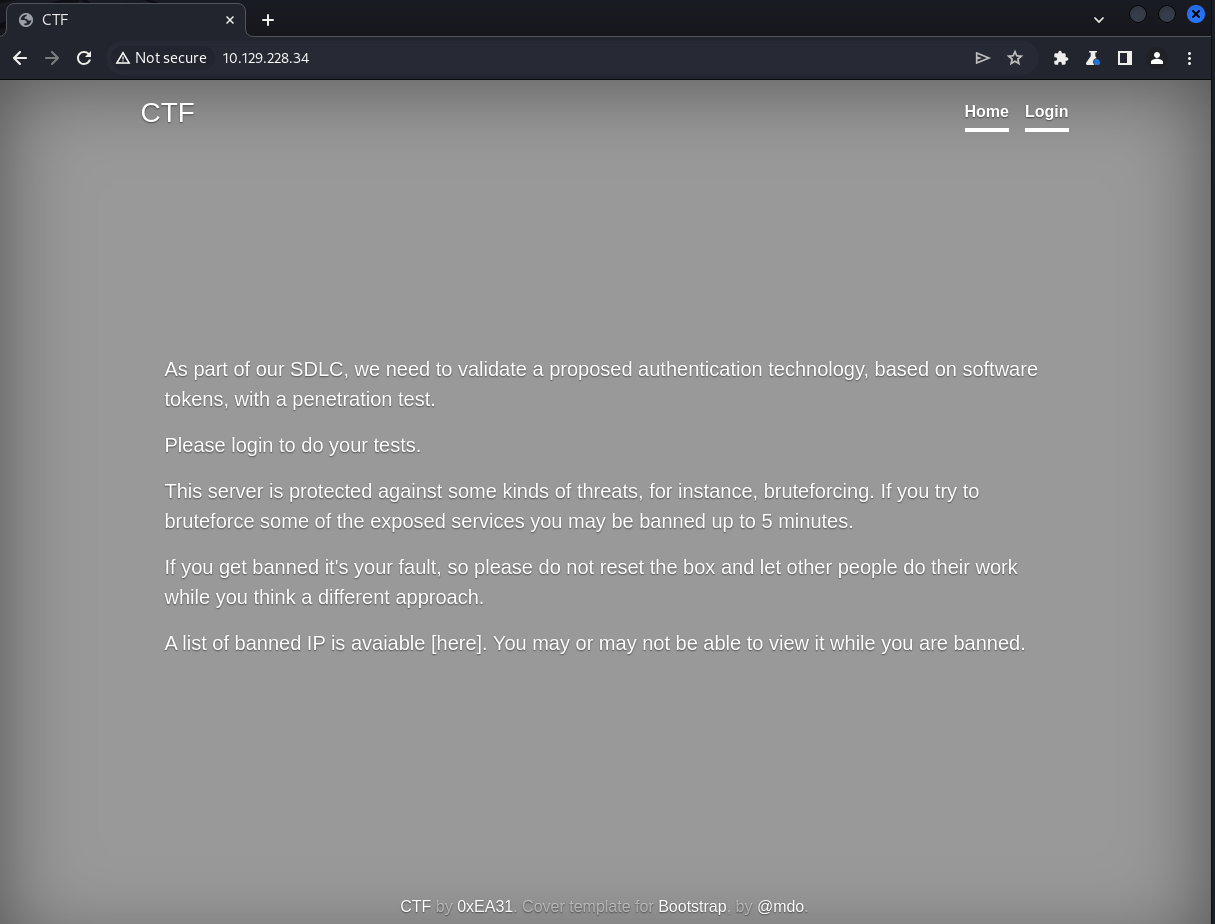 CTF
Not secure
10.129.228.34
CTF
Home
Login
As part of our SDLC, we need to validate a proposed authentication technology, based on software
tokens, with a penetration test.
Please login to do your tests.
This server is protected against some kinds of threats, for instance, bruteforcing. If you try to
bruteforce some of the exposed services you may be banned up to 5 minutes.
If you get banned it's your fault, so please do not reset the box and let other people do their work
while you think a different approach.
A list of banned IP is avaiable [here]. You may or may not be able to view it while you are banned.
CTF by 0xEA31. Cover template for Bootstrap, by @mdo.